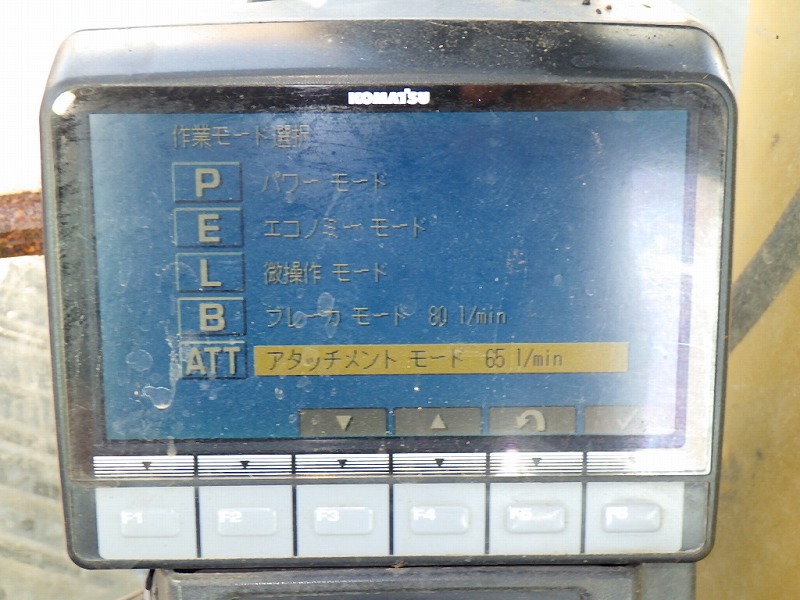 KOMATSU
作業モード選択
P パワー モード
E エコノミー モード
L 微操作 モード
B ブレーカ モード 80 l/min
ATT アタッチメント モード 65 l/min
F1 F2 F3 F4 F5 F6